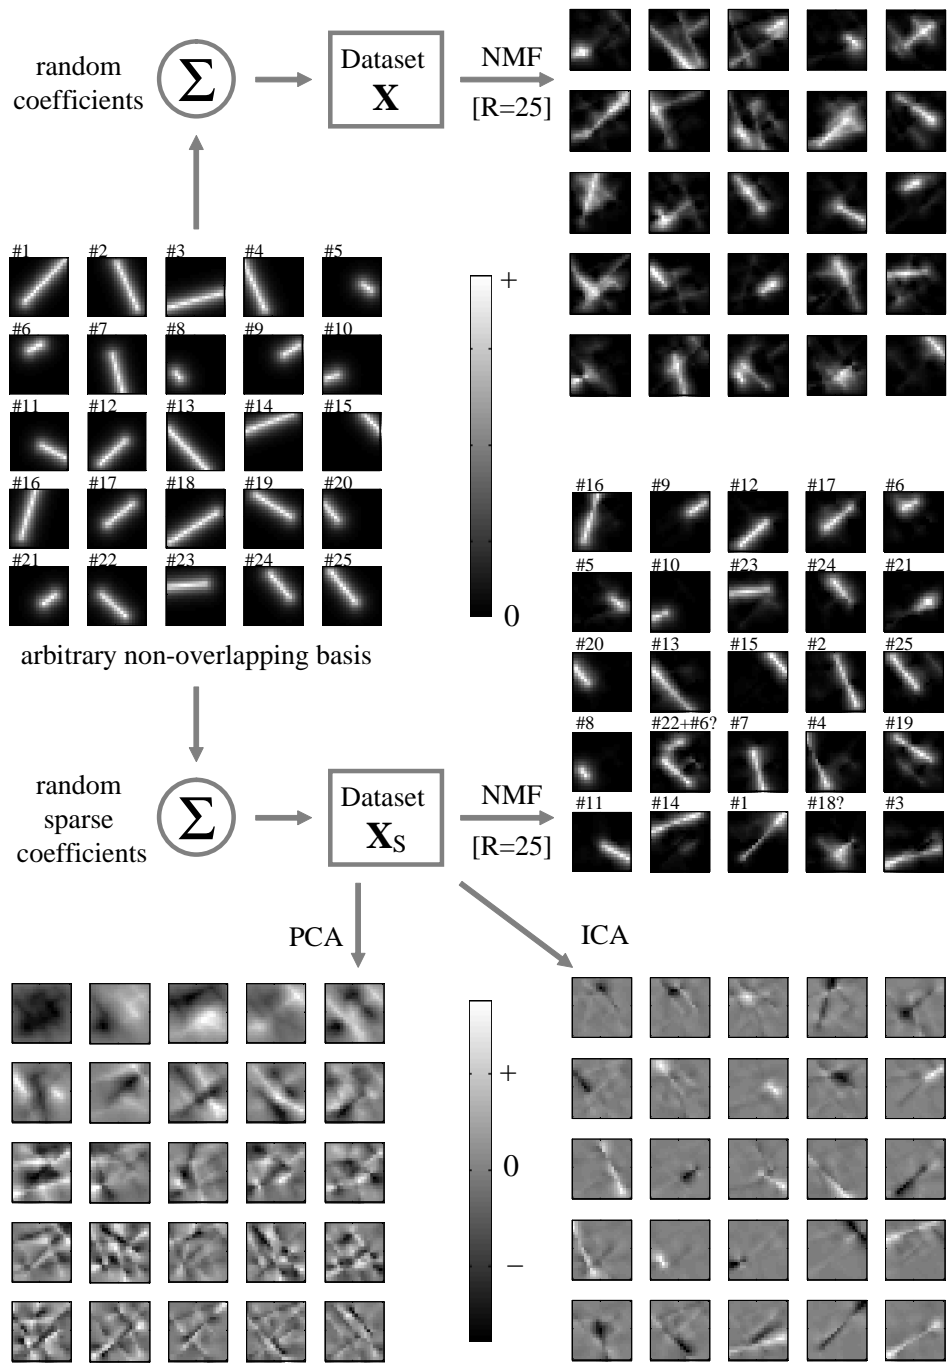 random
coefficients
Σ
Dataset
X
NMF
[R=25]
#1 #2 #3 #4 #5
#6 #7 #8 #9 #10
#11 #12 #13 #14 #15
#16 #17 #18 #19 #20
#21 #22 #23 #24 #25
arbitrary non-overlapping basis
+
0
random
sparse
coefficients
Σ
Dataset
XS
NMF
[R=25]
#16 #9 #12 #17 #6
#5 #10 #23 #24 #21
#20 #13 #15 #2 #25
#8 #22+#6? #7 #4 #19
#11 #14 #1 #18? #3
PCA
ICA
+
0
−